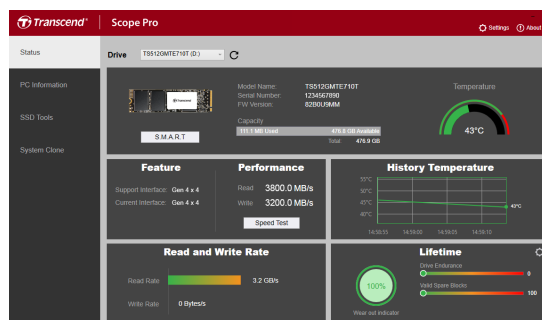 Transcend® Scope Pro
Settings About
Status
Drive TS512GMTE710T (D:)
PC Information
SSD Tools
System Clone
Model Name: TS512GMTE710T
Serial Number: 1234567890
FW Version: 82B0U9MM
Capacity
111.1 MB Used 476.8 GB Available
Total: 476.9 GB
Temperature
43°C
Transcend
S.M.A.R.T
Feature
Support Interface: Gen 4 x 4
Current Interface: Gen 4 x 4
Performance
Read 3800.0 MB/s
Write 3200.0 MB/s
Speed Test
History Temperature
55°C
50°C
45°C
40°C
43°C
14:58:55 14:59:00 14:59:05 14:59:10
Read and Write Rate
Read Rate 3.2 GB/s
Write Rate 0 Bytes/s
Lifetime
100%
Wear out indicator
Drive Endurance
0
Valid Spare Blocks
100